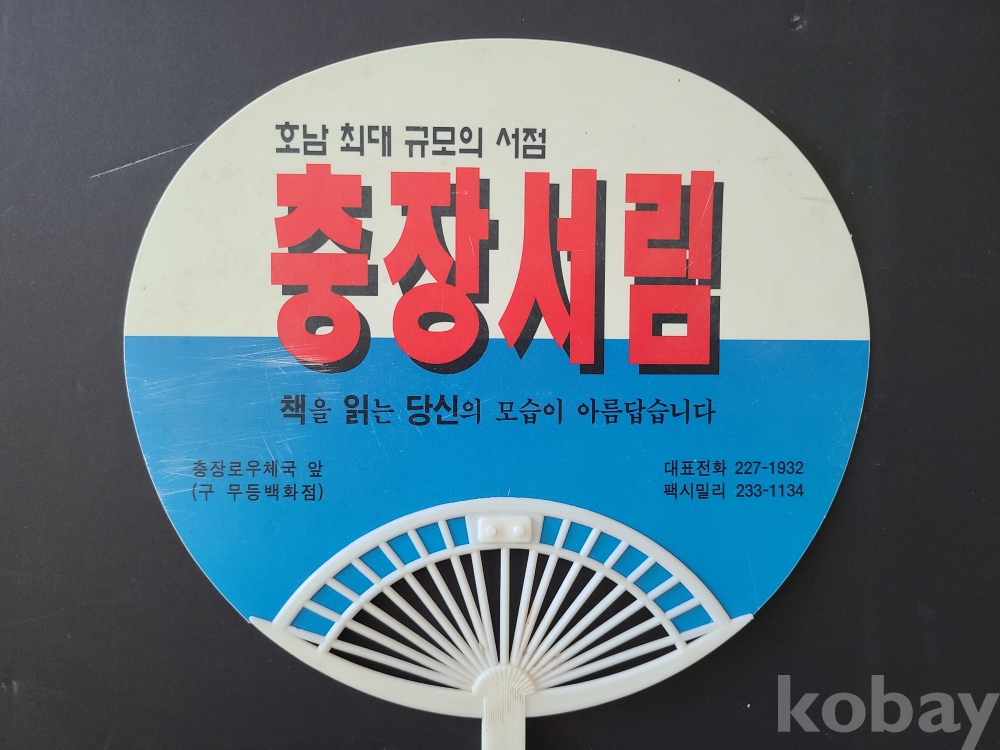 호남 최대 규모의 서점
충장서림
책을 읽는 당신의 모습이 아름답습니다
충장로우체국 앞
(구 무등백화점)
대표전화 227-1932
팩시밀리 233-1134
kobay